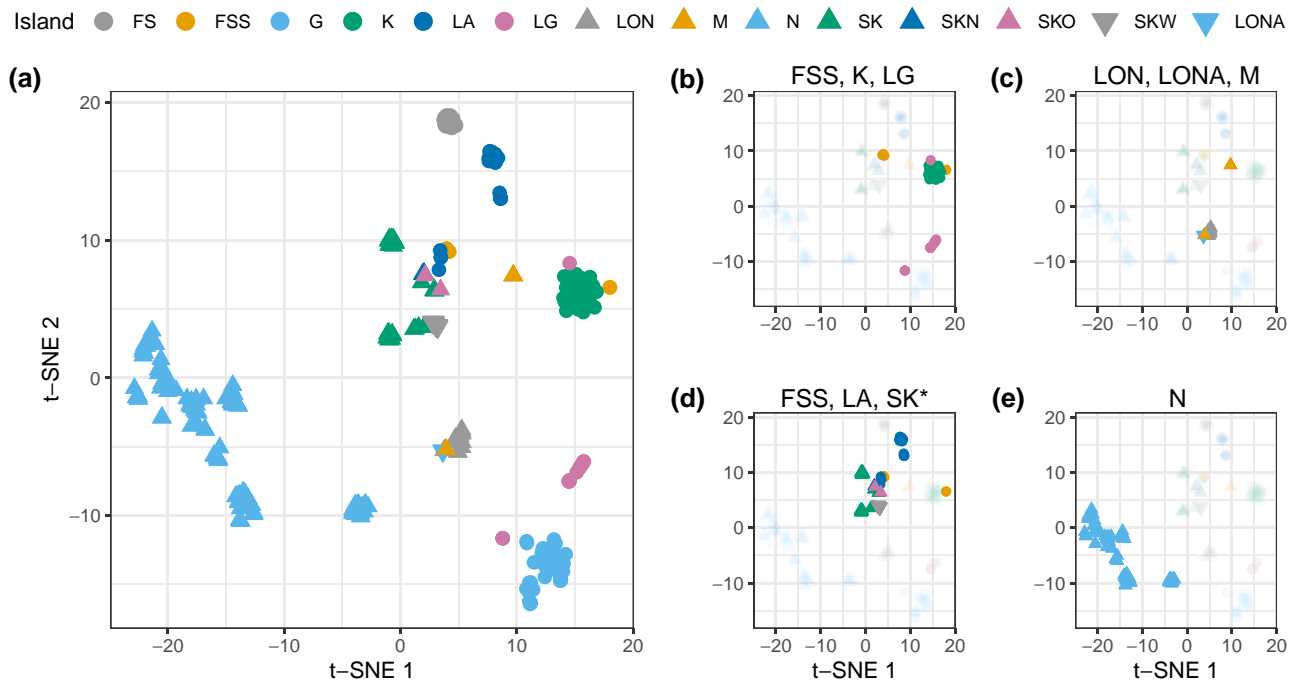 Island FS FSS G K LA LG LON M N SK SKN SKO SKW LONA
(a)
20
10
0
−10
−20 −10 0 10 20
t−SNE 1
t−SNE 2
(b) FSS, K, LG
20
10
0
−10
−20 −10 0 10 20
(c) LON, LONA, M
20
10
0
−10
−20 −10 0 10 20
(d) FSS, LA, SK*
20
10
0
−10
−20 −10 0 10 20
(e) N
20
10
0
−10
−20 −10 0 10 20
t−SNE 1